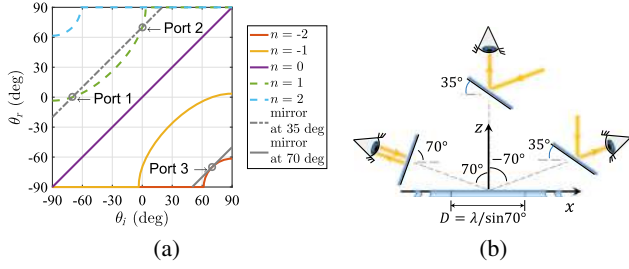 90
60
30
0
-30
-60
-90
θr (deg)
-90 -60 -30 0 30 60 90
θi (deg)
Port 2
Port 1
Port 3
n = -2
n = -1
n = 0
n = 1
n = 2
mirror
at 35 deg
mirror
at 70 deg
(a)
35°
z
35°
70°
70°
−70°
x
D = λ/sin70°
(b)